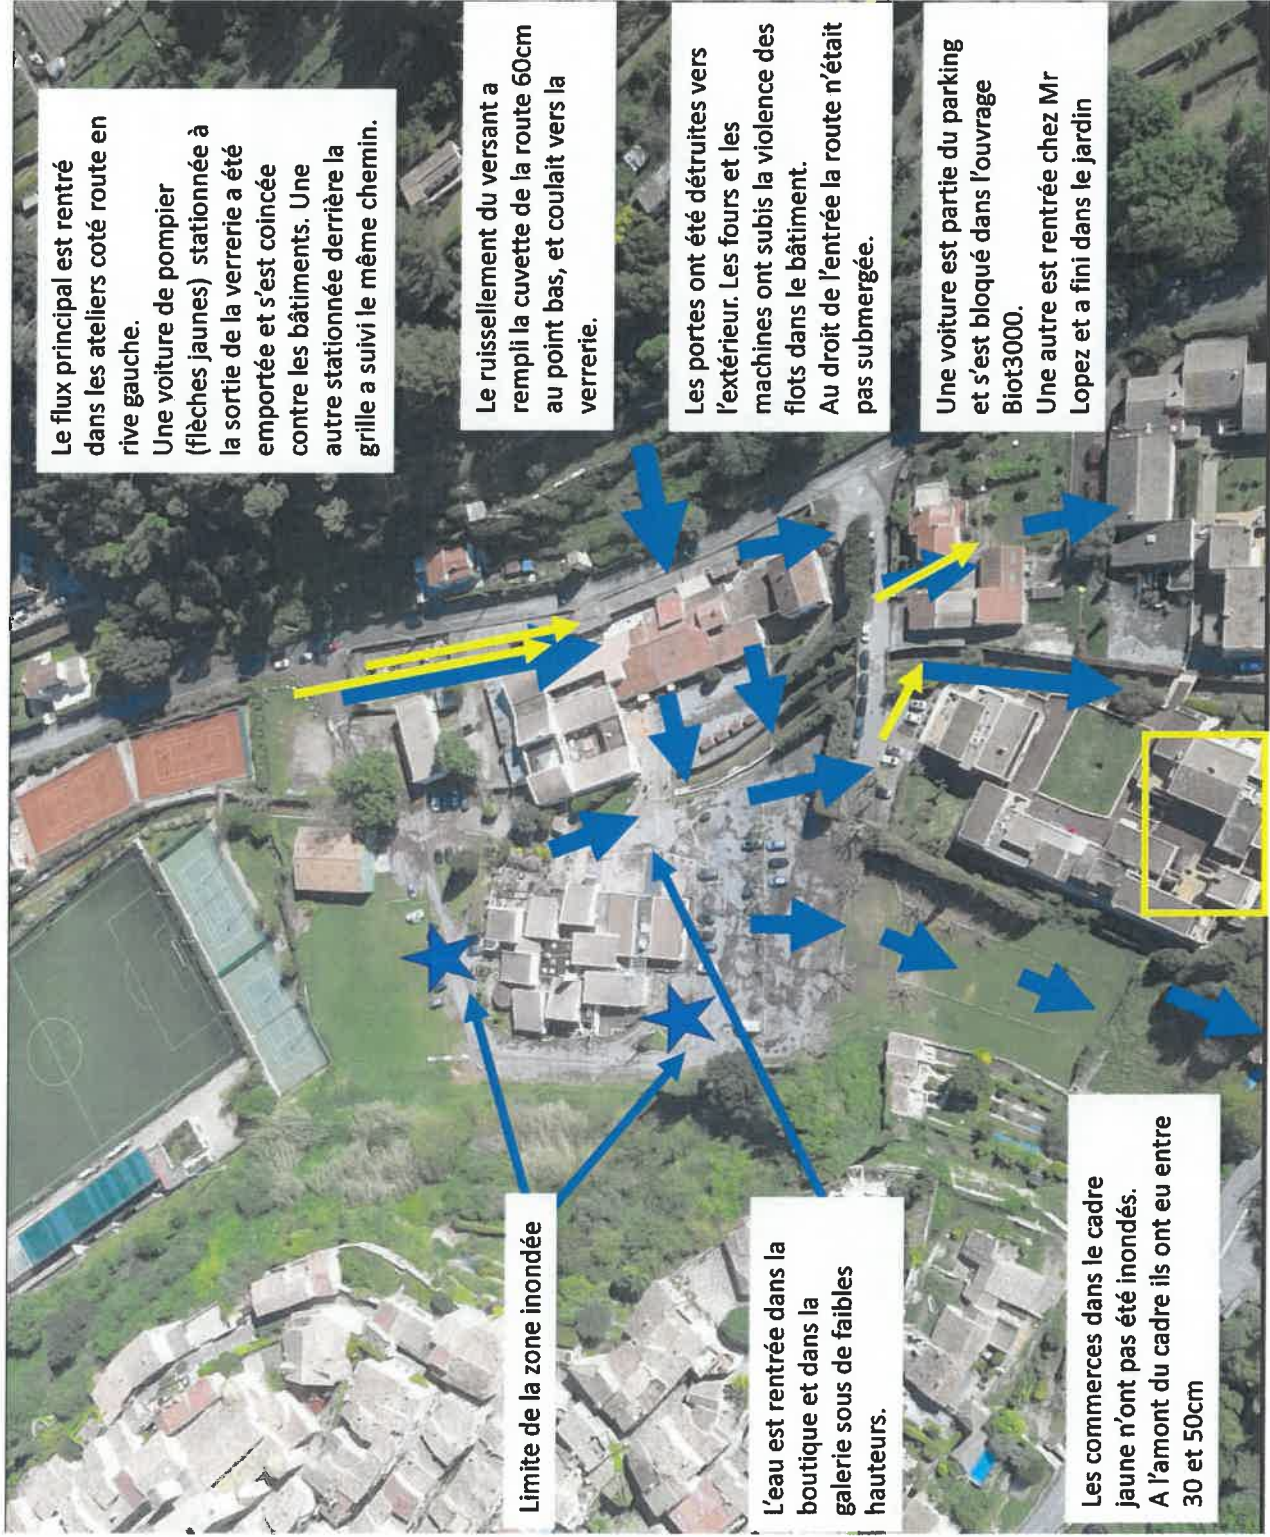 Le flux principal est rentré
dans les ateliers coté route en
rive gauche.
Une voiture de pompier
(flèches jaunes) stationnée à
la sortie de la verrerie a été
emportée et s'est coincée
contre les bâtiments. Une
autre stationnée derrière la
grille a suivi le même chemin.
Le ruissellement du versant a
rempli la cuvette de la route 60cm
au point bas, et coulait vers la
verrerie.
Les portes ont été détruites vers
l'extérieur. Les fours et les
machines ont subis la violence des
flots dans le bâtiment.
Au droit de l'entrée la route n'était
pas submergée.
Une voiture est partie du parking
et s'est bloqué dans l'ouvrage
Biot3000.
Une autre est rentrée chez Mr
Lopez et a fini dans le jardin
Limite de la zone inondée
L'eau est rentrée dans la
boutique et dans la
galerie sous de faibles
hauteurs.
Les commerces dans le cadre
jaune n'ont pas été inondés.
A l'amont du cadre ils ont eu entre
30 et 50cm